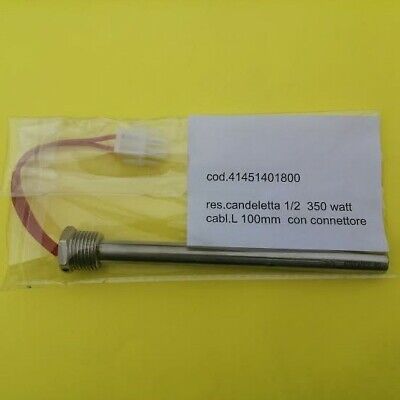 cod.41451401800
res.candeletta 1/2 350 watt
cabl.L 100mm con connettore